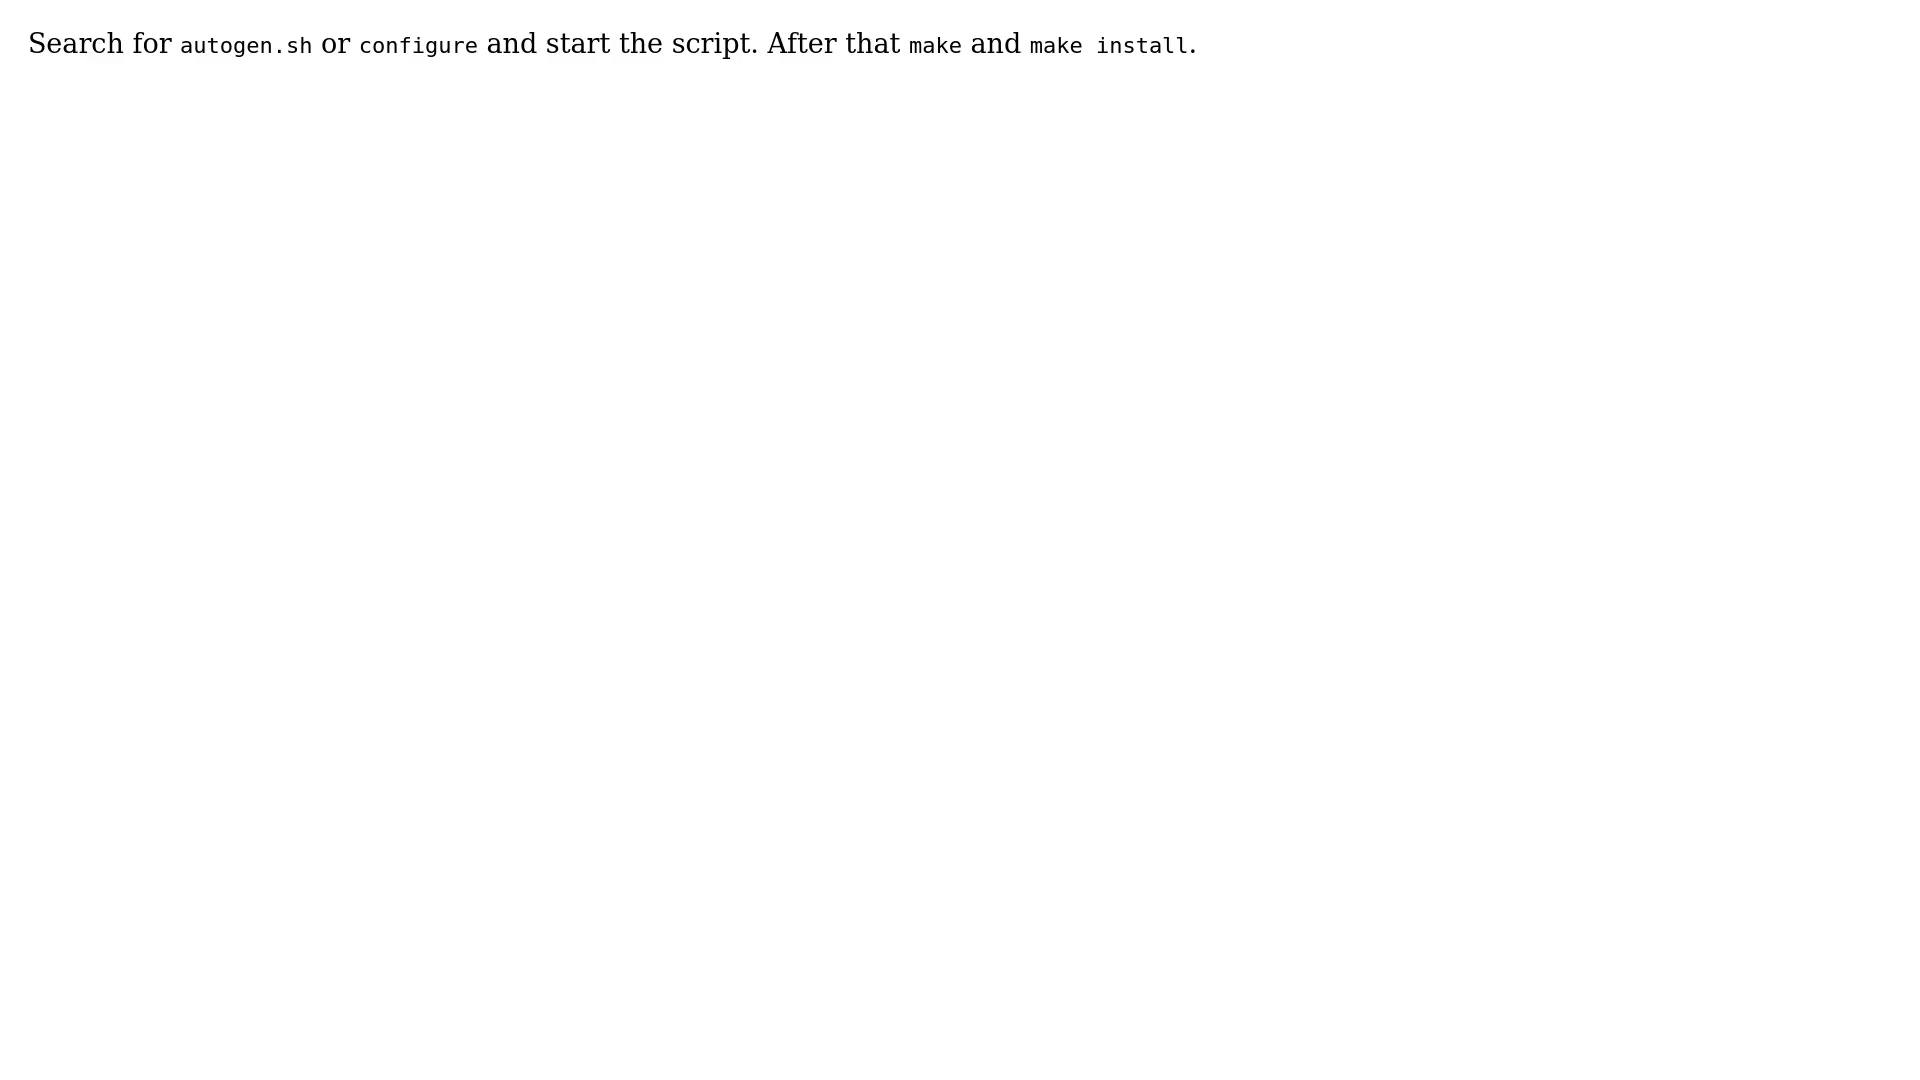 Search for autogen.sh or configure and start the script. After that make and make install.